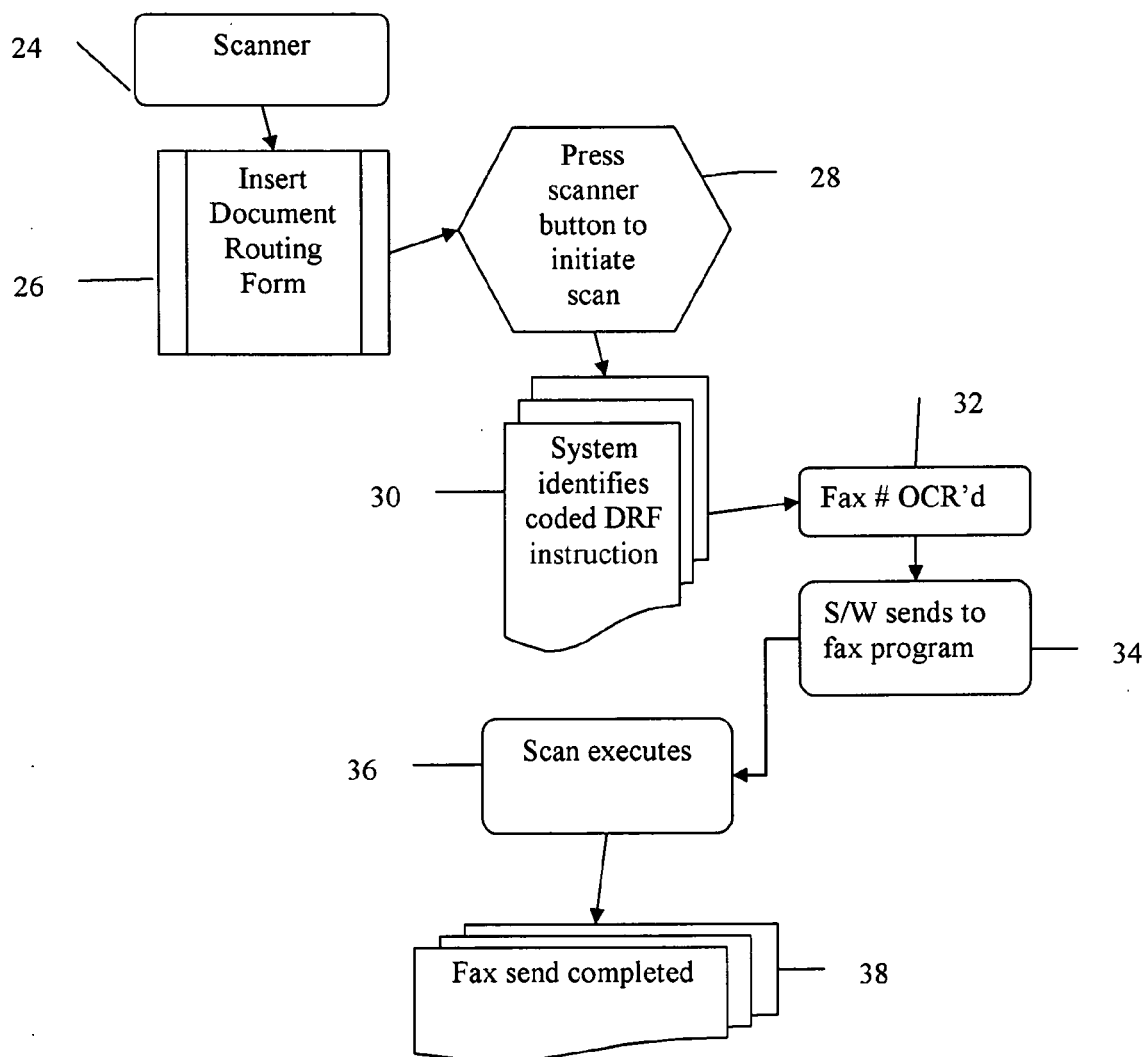 24
Scanner
Insert
Document
Routing
Form
26
Press
scanner
button to
initiate
scan
28
System
identifies
coded DRF
instruction
30
32
Fax # OCR'd
S/W sends to
fax program
34
36
Scan executes
Fax send completed
38